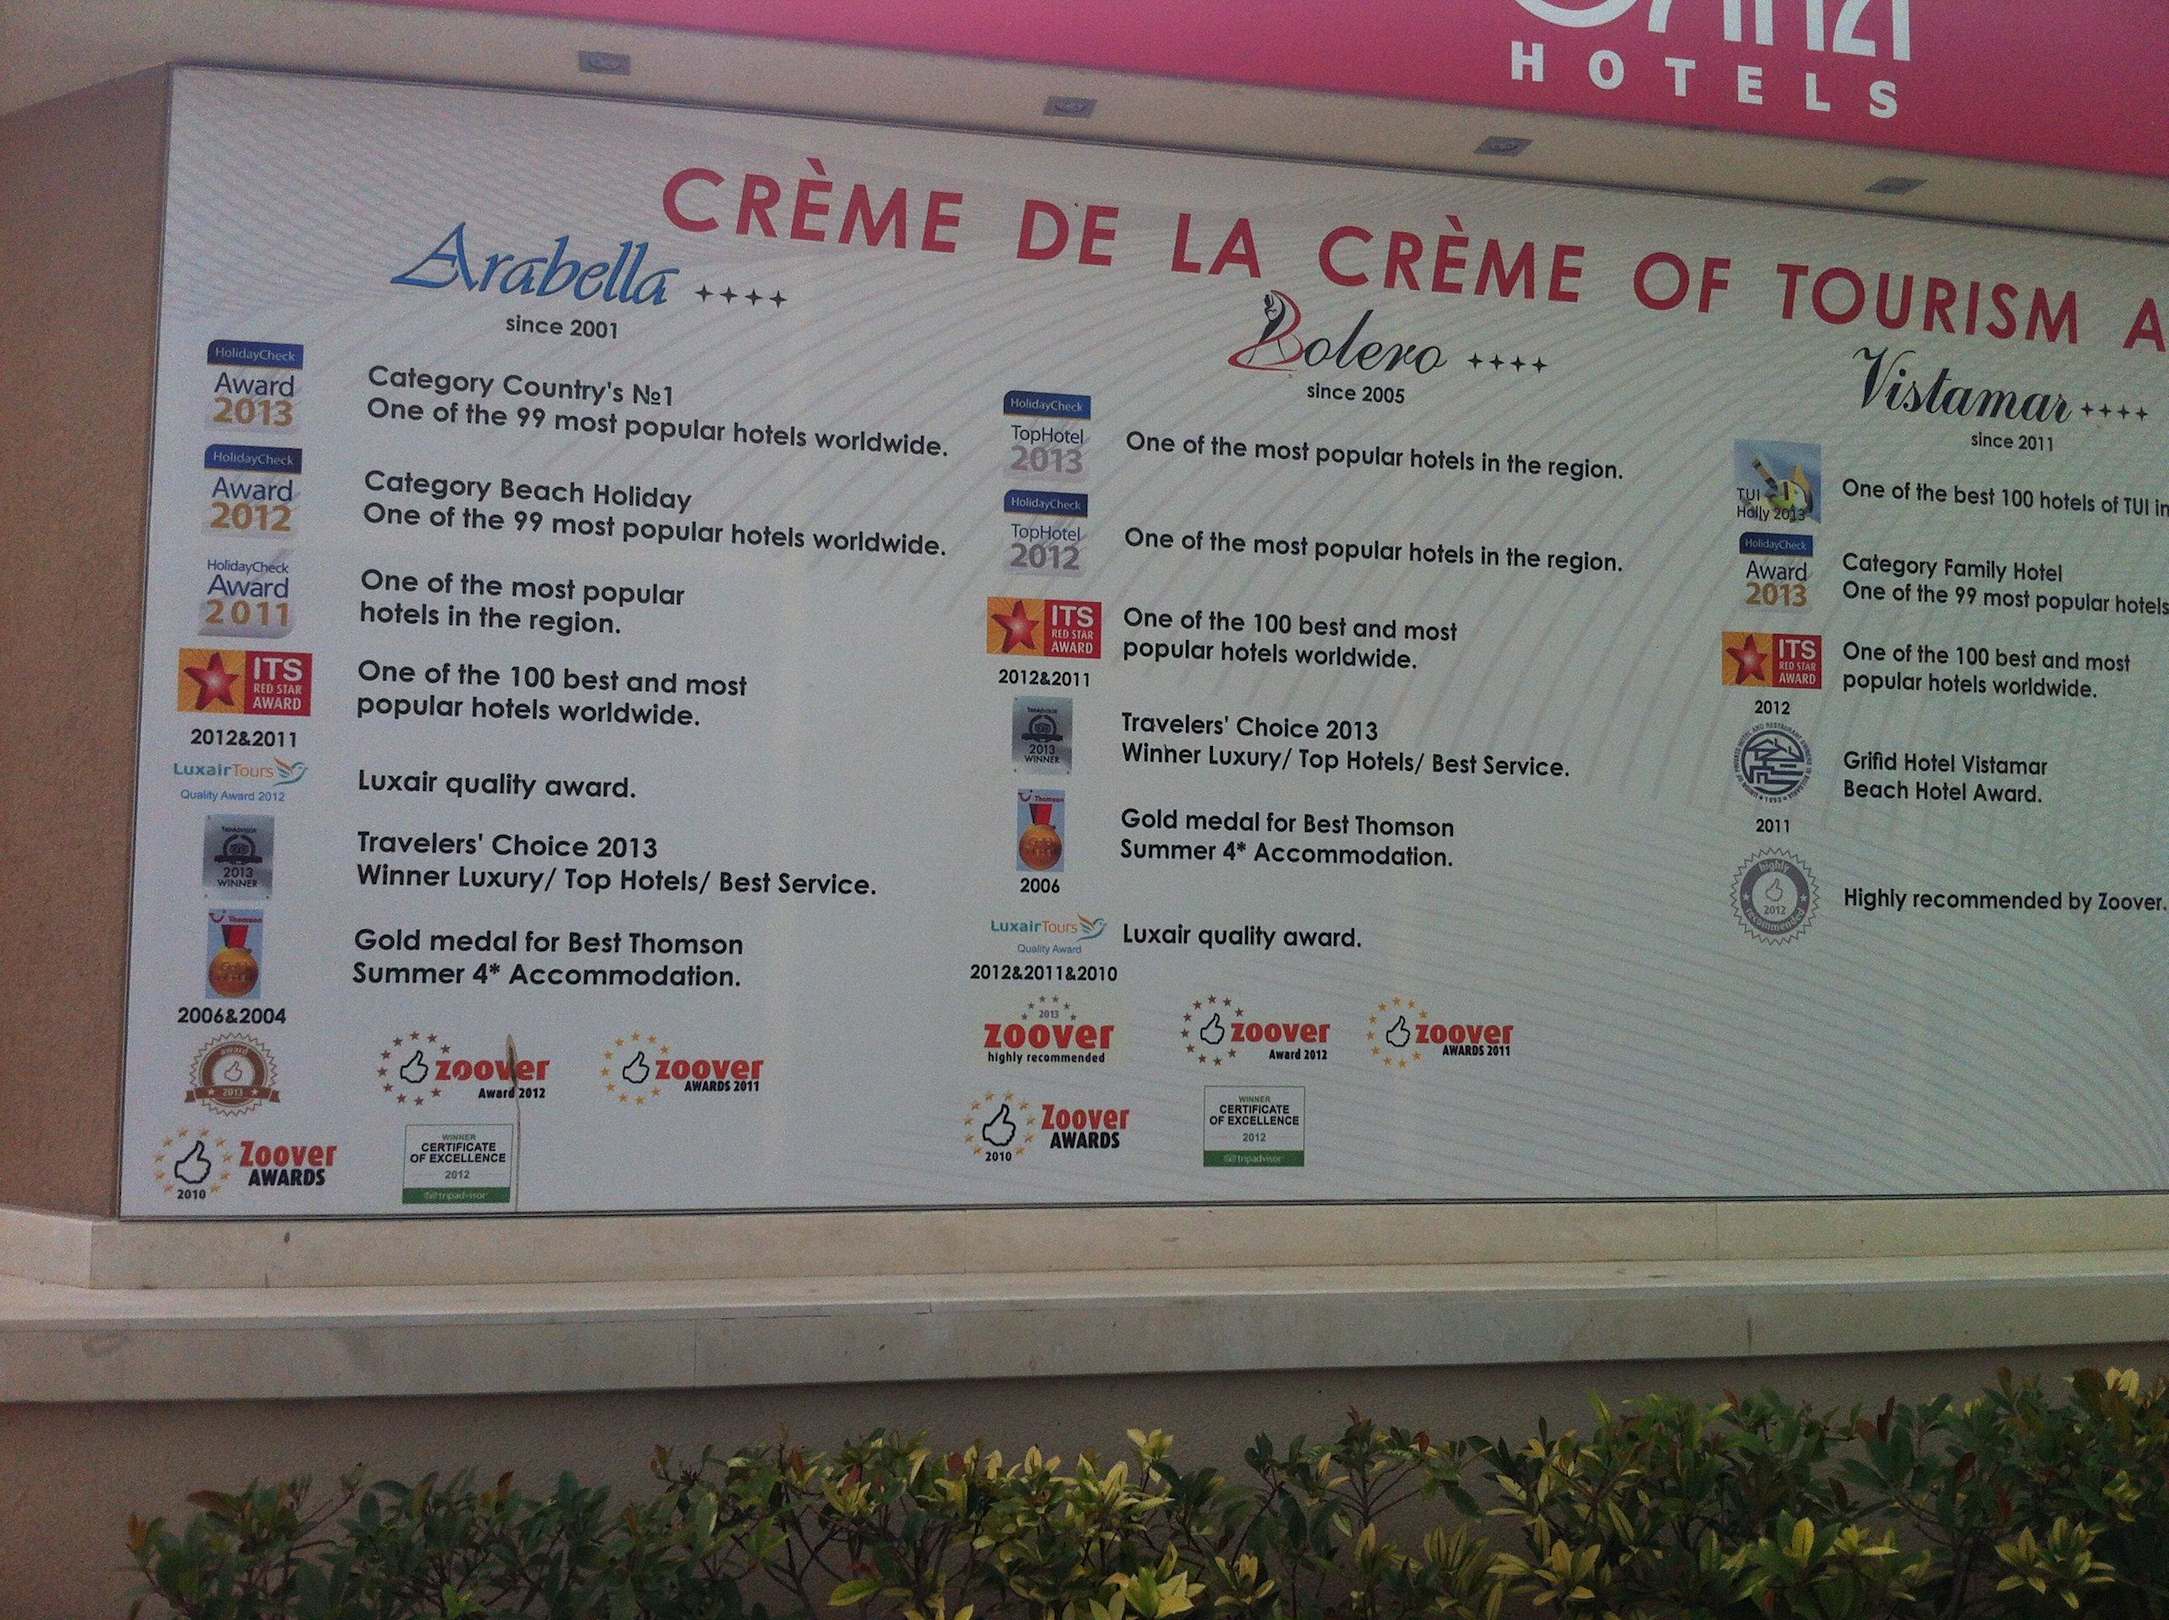 HOTELS
CRÈME DE LA CRÈME OF TOURISM A
Arabella
since 2001
HolidayCheck
Award
2013
Category Country's №1
One of the 99 most popular hotels worldwide.
HolidayCheck
Award
2012
Category Beach Holiday
One of the 99 most popular hotels worldwide.
HolidayCheck
Award
2011
One of the most popular
hotels in the region.
ITS
RED STAR
AWARD
2012&2011
One of the 100 best and most
popular hotels worldwide.
LuxairTours
Quality Award 2012
Luxair quality award.
TripAdvisor
2013
WINNER
Travelers' Choice 2013
Winner Luxury/ Top Hotels/ Best Service.
Thomson
2006&2004
Gold medal for Best Thomson
Summer 4* Accommodation.
award
2013
zoover
Award 2012
zoover
AWARDS 2011
2010
Zoover
AWARDS
WINNER
CERTIFICATE
OF EXCELLENCE
2012
tripadvisor
Bolero
since 2005
HolidayCheck
TopHotel
2013
One of the most popular hotels in the region.
HolidayCheck
TopHotel
2012
One of the most popular hotels in the region.
ITS
RED STAR
AWARD
2012&2011
One of the 100 best and most
popular hotels worldwide.
TripAdvisor
2013
WINNER
Travelers' Choice 2013
Winner Luxury/ Top Hotels/ Best Service.
Thomson
2006
Gold medal for Best Thomson
Summer 4* Accommodation.
LuxairTours
Quality Award
2012&2011&2010
Luxair quality award.
2013
zoover
highly recommended
zoover
Award 2012
zoover
AWARDS 2011
2010
Zoover
AWARDS
WINNER
CERTIFICATE
OF EXCELLENCE
2012
tripadvisor
Vistamar
since 2011
TUI
Holly 2013
One of the best 100 hotels of TUI in
HolidayCheck
Award
2013
Category Family Hotel
One of the 99 most popular hotels
ITS
RED STAR
AWARD
2012
One of the 100 best and most
popular hotels worldwide.
2011
Grifid Hotel Vistamar
Beach Hotel Award.
highly
2012
recommended
Highly recommended by Zoover.